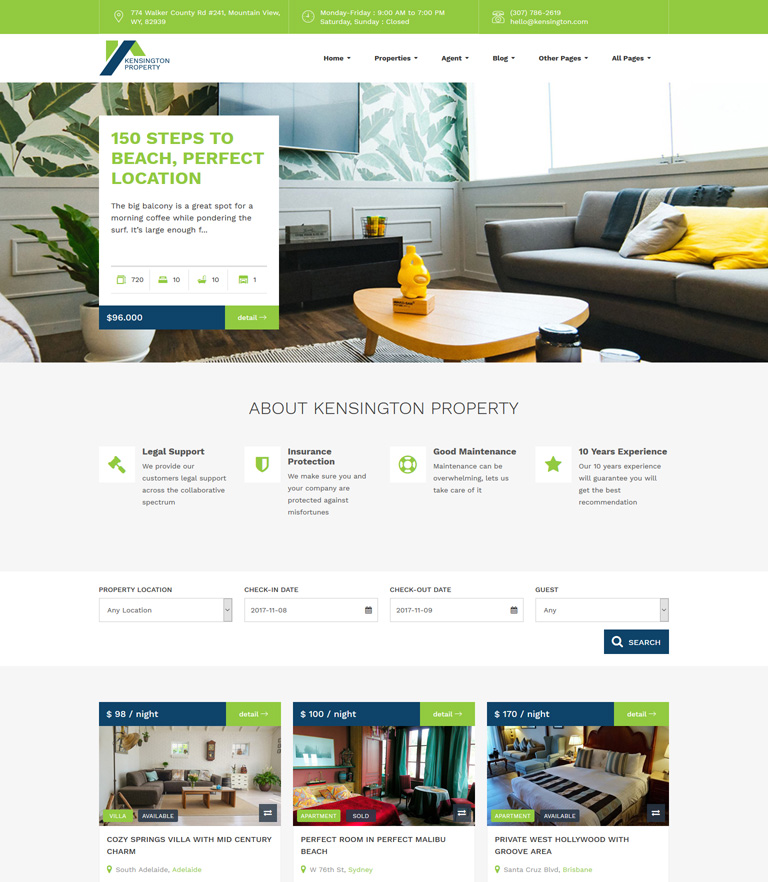 774 Walker County Rd #241, Mountain View,
WY, 82939
Monday-Friday : 9:00 AM to 7:00 PM
Saturday, Sunday : Closed
(307) 786-2619
hello@kensington.com
KENSINGTON
PROPERTY
Home
Properties
Agent
Blog
Other Pages
All Pages
150 STEPS TO
BEACH, PERFECT
LOCATION
The big balcony is a great spot for a
morning coffee while pondering the
surf. It's large enough f...
720 10 10 1
$96.000
detail →
ABOUT KENSINGTON PROPERTY
Legal Support
We provide our
customers legal support
across the collaborative
spectrum
Insurance
Protection
We make sure you and
your company are
protected against
misfortunes
Good Maintenance
Maintenance can be
overwhelming, lets us
take care of it
10 Years Experience
Our 10 years experience
will guarantee you will
get the best
recommendation
PROPERTY LOCATION
Any Location
CHECK-IN DATE
2017-11-08
CHECK-OUT DATE
2017-11-09
GUEST
Any
SEARCH
$ 98 / night
detail →
VILLA
AVAILABLE
COZY SPRINGS VILLA WITH MID CENTURY
CHARM
South Adelaide, Adelaide
$ 100 / night
detail →
APARTMENT
SOLD
PERFECT ROOM IN PERFECT MALIBU
BEACH
W 76th St, Sydney
$ 170 / night
detail →
APARTMENT
AVAILABLE
PRIVATE WEST HOLLYWOOD WITH
GROOVE AREA
Santa Cruz Blvd, Brisbane